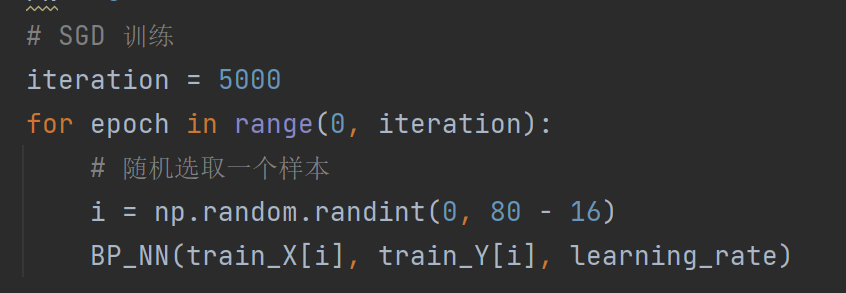 # SGD 训练
iteration = 5000
for epoch in range(0, iteration):
# 随机选取一个样本
i = np.random.randint(0, 80 - 16)
BP_NN(train_X[i], train_Y[i], learning_rate)